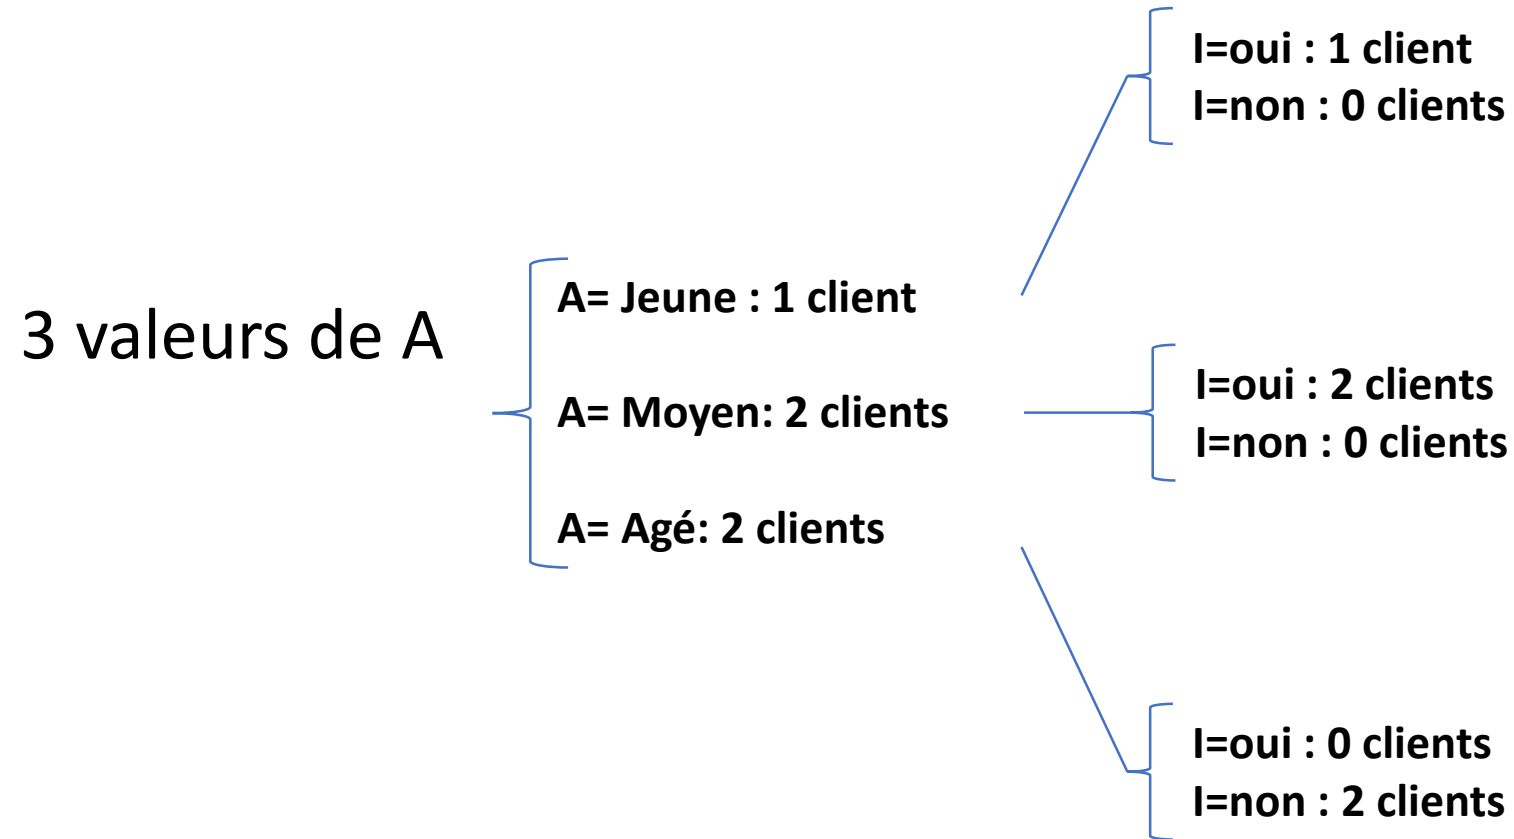 3 valeurs de A
A= Jeune : 1 client
A= Moyen: 2 clients
A= Agé: 2 clients
I=oui : 1 client
I=non : 0 clients
I=oui : 2 clients
I=non : 0 clients
I=oui : 0 clients
I=non : 2 clients